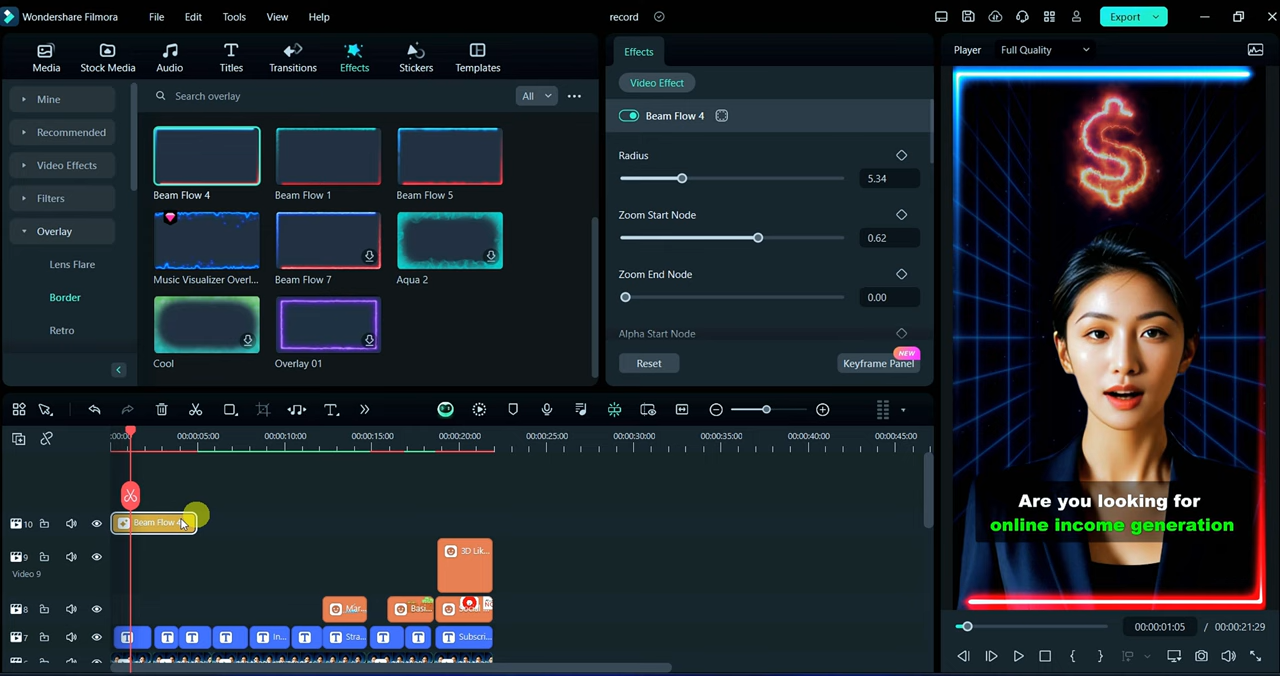 Wondershare Filmora File Edit Tools View Help record Export
Media Stock Media Audio Titles Transitions Effects Stickers Templates
Mine
Recommended
Video Effects
Filters
Overlay
Lens Flare
Border
Retro
Search overlay All
Beam Flow 4 Beam Flow 1 Beam Flow 5
Music Visualizer Overl... Beam Flow 7 Aqua 2
Cool Overlay 01
Effects
Video Effect
Beam Flow 4
Radius
5.34
Zoom Start Node
0.62
Zoom End Node
0.00
Alpha Start Node
NEW
Reset Keyframe Panel
Player Full Quality
$
Are you looking for
online income generation
00:00:01:05 / 00:00:21:29
:00:00 00:00:05:00 00:00:10:00 00:00:15:00 00:00:20:00 00:00:25:00 00:00:30:00 00:00:35:00 00:00:40:00 00:00:45:00
10 Beam Flow 4
9 3D Lik...
Video 9
8 Mar... Basi... Social
7 T T T T T In... T T Stra... T T T Subscri...
6